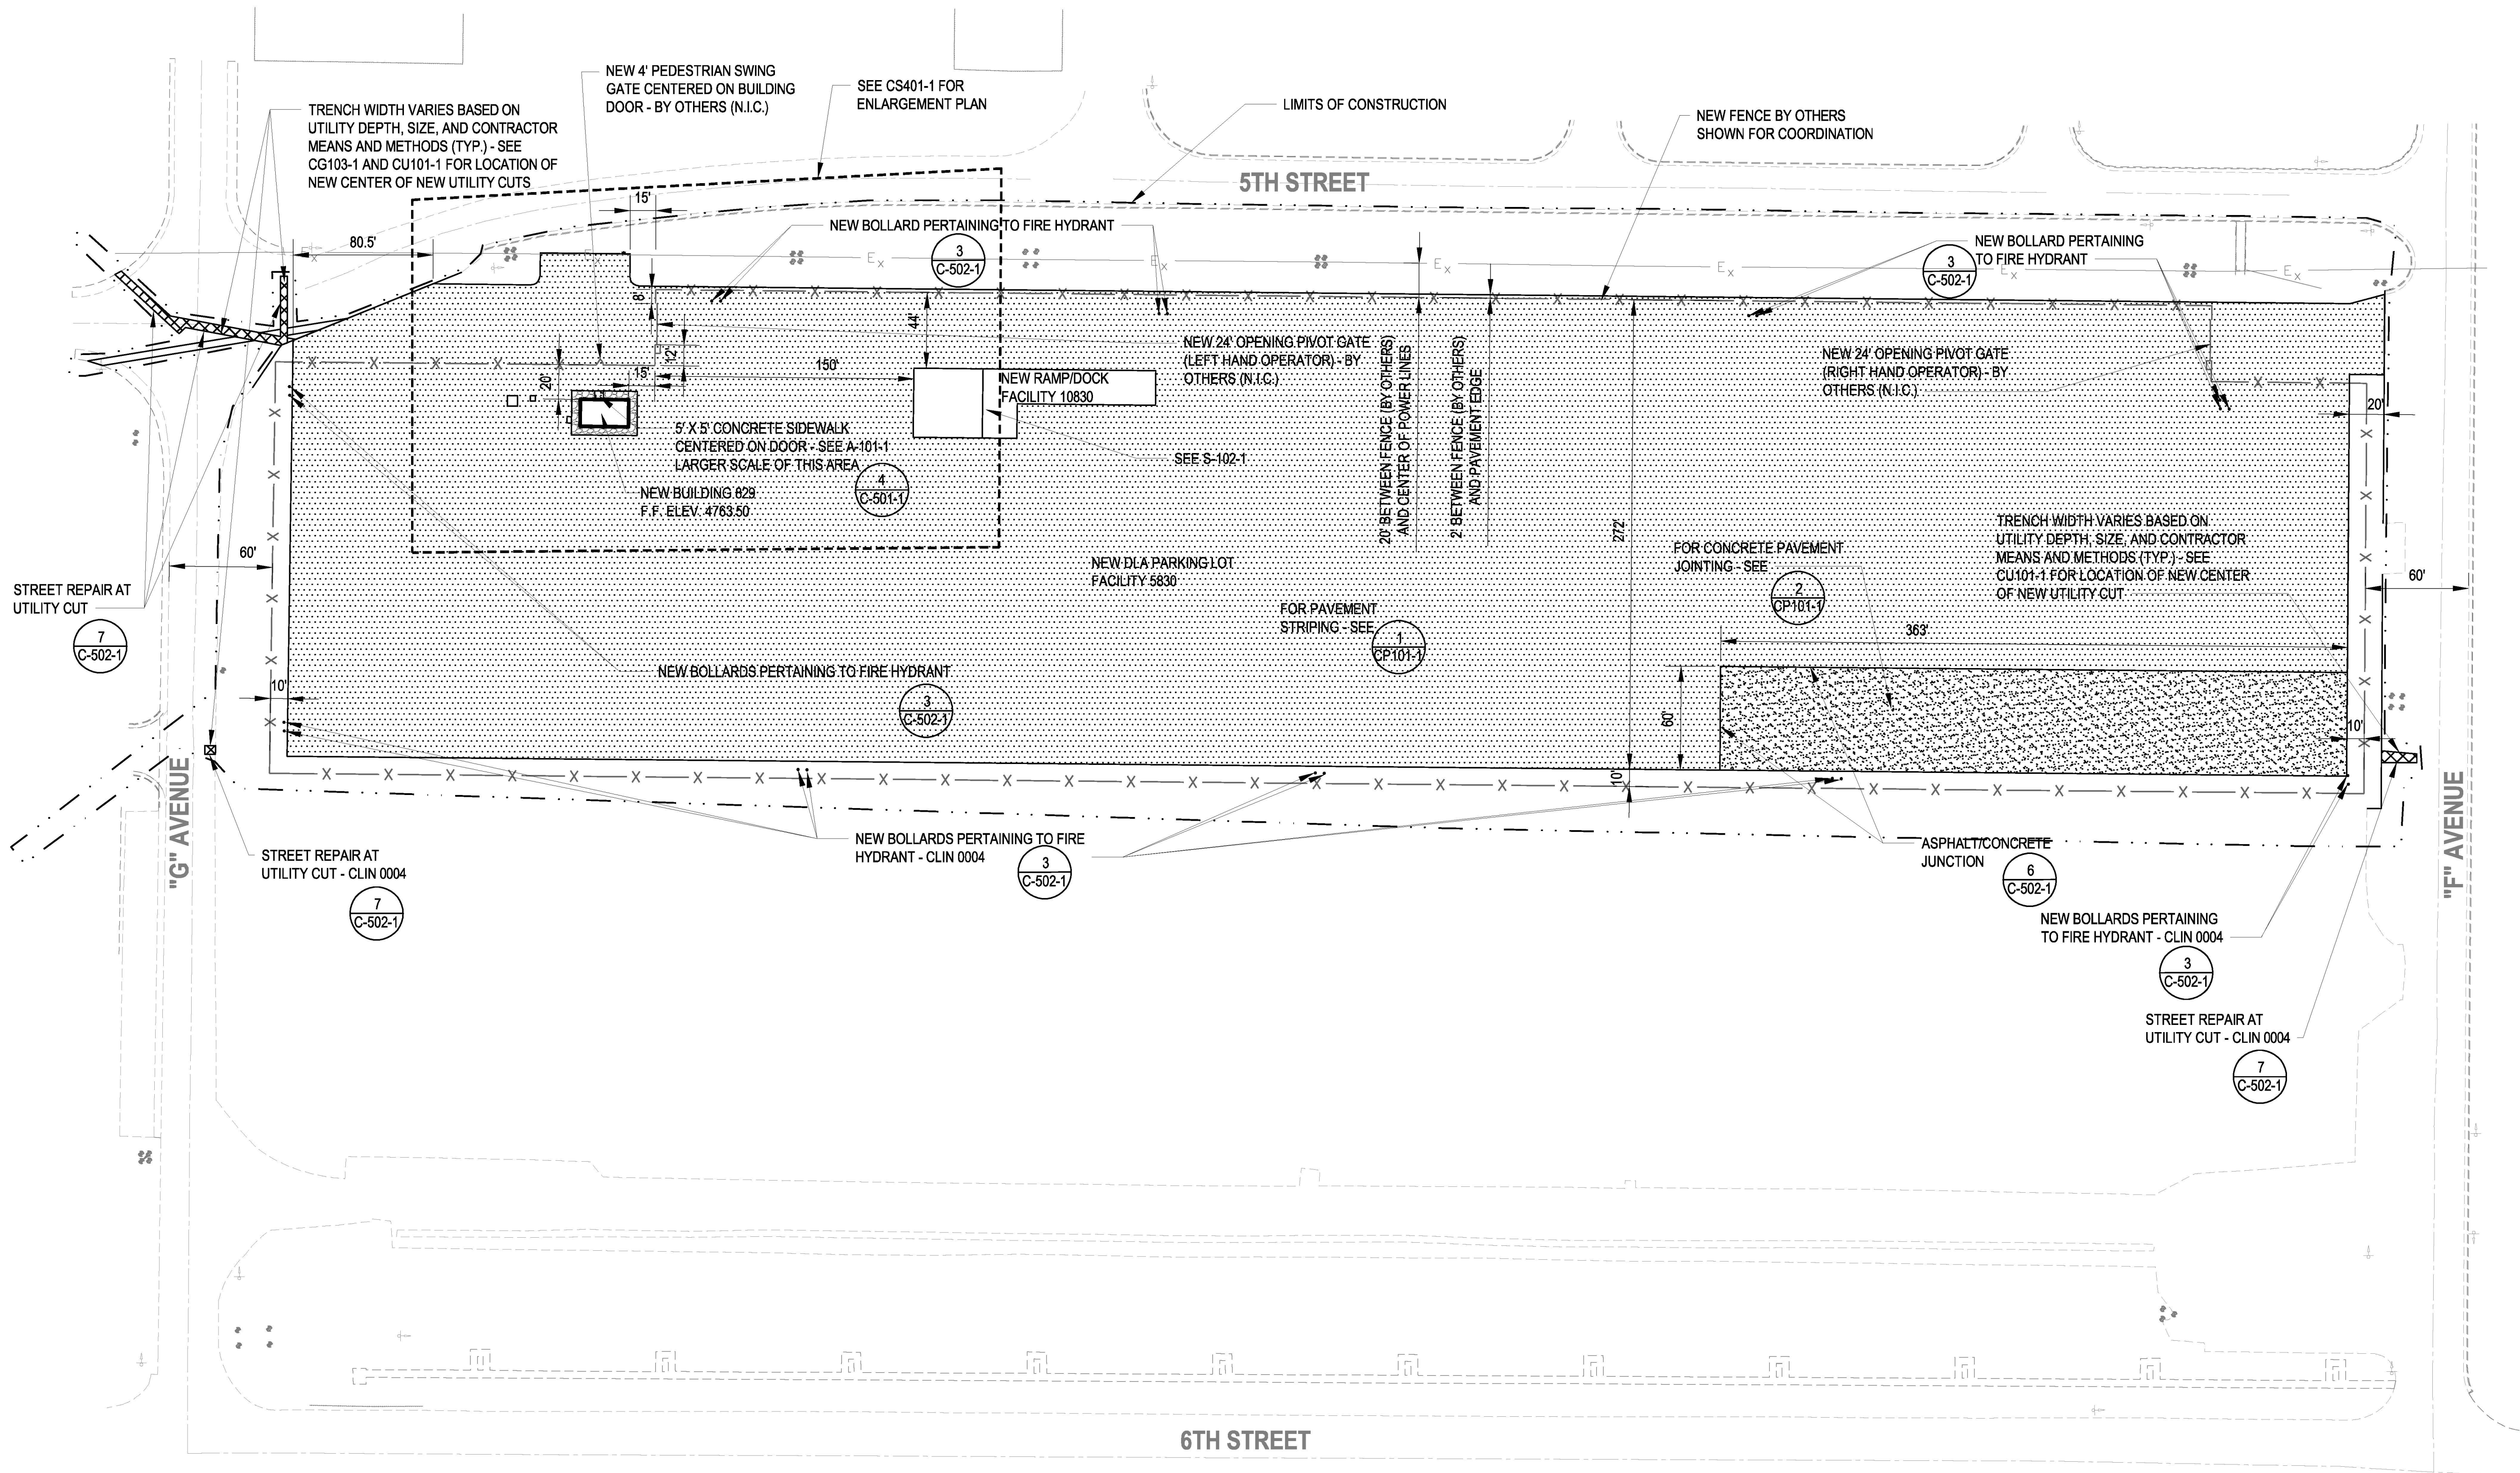 NEW 4' PEDESTRIAN SWING
GATE CENTERED ON BUILDING
DOOR - BY OTHERS (N.I.C.)
SEE CS401-1 FOR
ENLARGEMENT PLAN
TRENCH WIDTH VARIES BASED ON
UTILITY DEPTH, SIZE, AND CONTRACTOR
MEANS AND METHODS (TYP.) - SEE
CG103-1 AND CU101-1 FOR LOCATION OF
NEW CENTER OF NEW UTILITY CUTS
LIMITS OF CONSTRUCTION
NEW FENCE BY OTHERS
SHOWN FOR COORDINATION
5TH STREET
15'
NEW BOLLARD PERTAINING TO FIRE HYDRANT
3
C-502-1
80.5'
NEW BOLLARD PERTAINING
TO FIRE HYDRANT
3
C-502-1
Ex
Ex
Ex
Ex
Ex
Ex
Ex
8'
44'
12'
20'
15'
150'
NEW 24' OPENING PIVOT GATE
(LEFT HAND OPERATOR) - BY
OTHERS (N.I.C.)
NEW RAMP/DOCK
FACILITY 10830
20' BETWEEN FENCE (BY OTHERS)
AND CENTER OF POWER LINES
2' BETWEEN FENCE (BY OTHERS)
AND PAVEMENT EDGE
NEW 24' OPENING PIVOT GATE
(RIGHT HAND OPERATOR) - BY
OTHERS (N.I.C.)
20'
5' X 5' CONCRETE SIDEWALK
CENTERED ON DOOR - SEE A-101-1
LARGER SCALE OF THIS AREA
4
C-501-1
SEE S-102-1
NEW BUILDING 829
F.F. ELEV. 4763.50
272'
TRENCH WIDTH VARIES BASED ON
UTILITY DEPTH, SIZE, AND CONTRACTOR
MEANS AND METHODS (TYP.) - SEE
CU101-1 FOR LOCATION OF NEW CENTER
OF NEW UTILITY CUT
60'
NEW DLA PARKING LOT
FACILITY 5830
FOR CONCRETE PAVEMENT
JOINTING - SEE
2
CP101-1
60'
STREET REPAIR AT
UTILITY CUT
7
C-502-1
FOR PAVEMENT
STRIPING - SEE
1
CP101-1
363'
NEW BOLLARDS PERTAINING TO FIRE HYDRANT
3
C-502-1
10'
60'
10'
10'
"G" AVENUE
"F" AVENUE
STREET REPAIR AT
UTILITY CUT - CLIN 0004
7
C-502-1
NEW BOLLARDS PERTAINING TO FIRE
HYDRANT - CLIN 0004
3
C-502-1
ASPHALT/CONCRETE
JUNCTION
6
C-502-1
NEW BOLLARDS PERTAINING
TO FIRE HYDRANT - CLIN 0004
3
C-502-1
STREET REPAIR AT
UTILITY CUT - CLIN 0004
7
C-502-1
6TH STREET